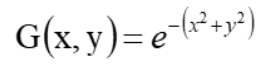 G(x, y) = e^{-(x^2 + y^2)}